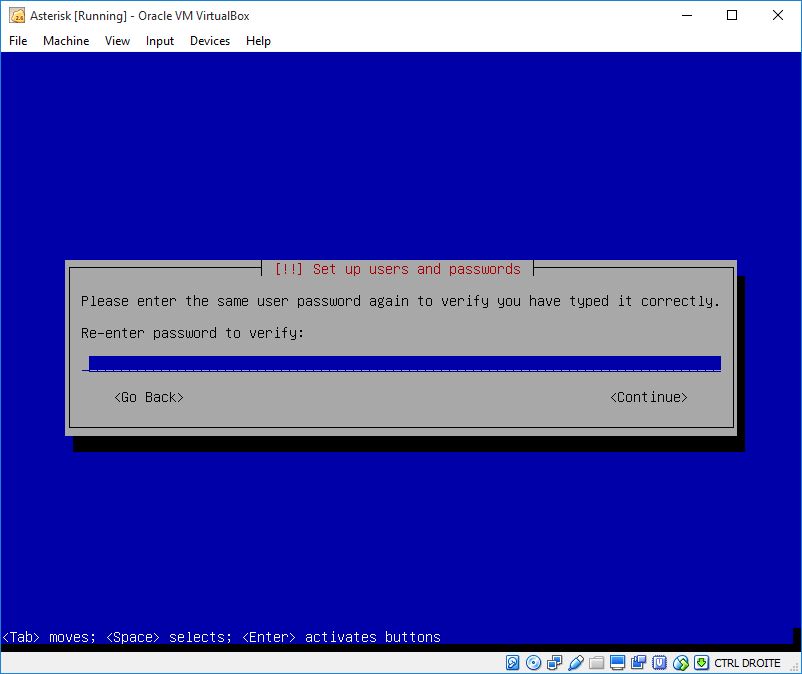 Asterisk [Running] - Oracle VM VirtualBox
File Machine View Input Devices Help
[!!] Set up users and passwords
Please enter the same user password again to verify you have typed it correctly.
Re-enter password to verify:
<Go Back> <Continue>
<Tab> moves; <Space> selects; <Enter> activates buttons
CTRL DROITE